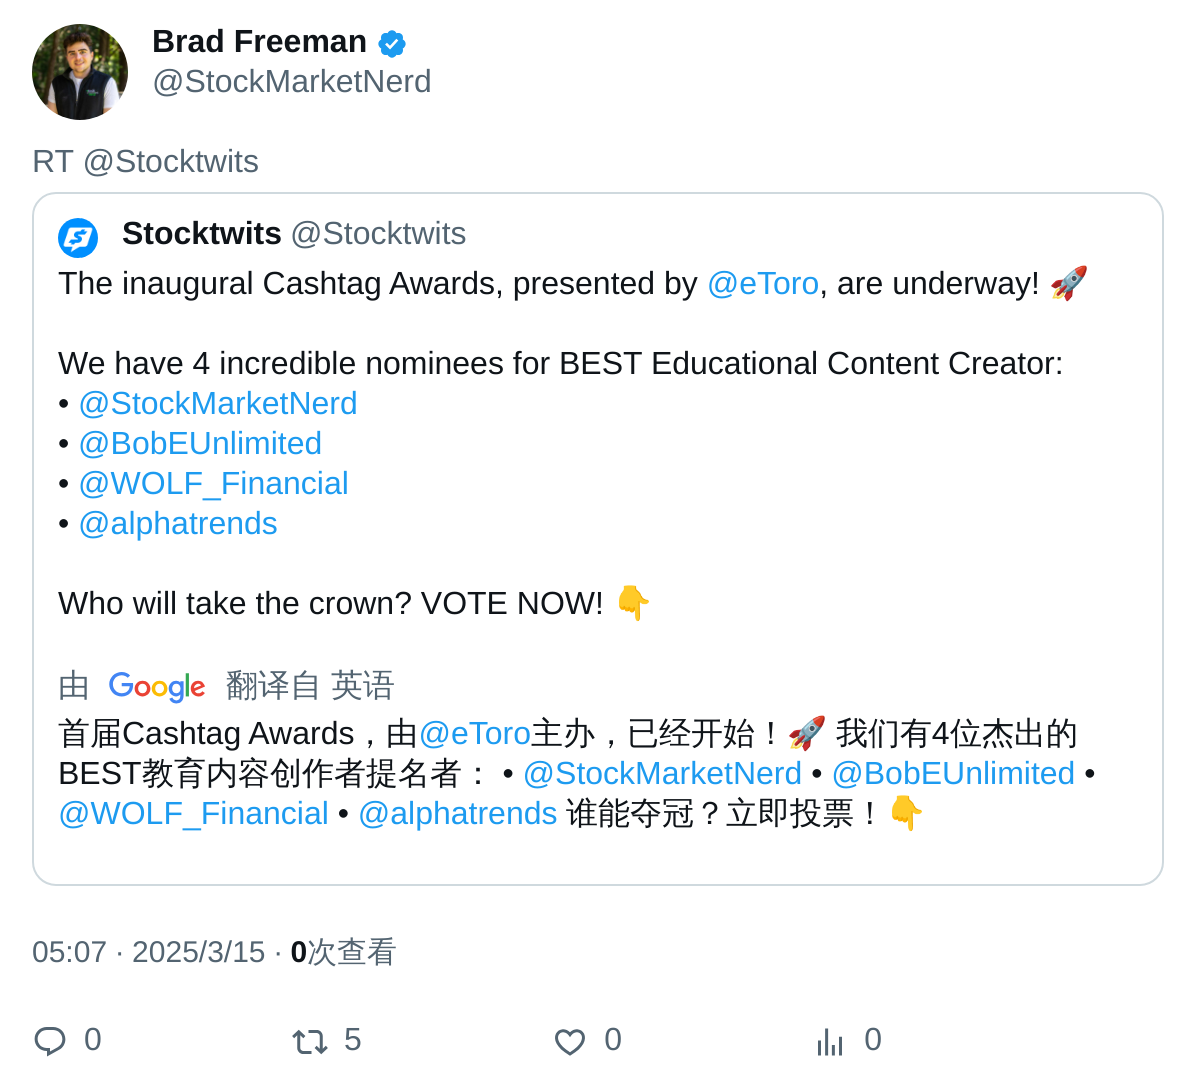 Brad Freeman
@StockMarketNerd
RT @Stocktwits
Stocktwits @Stocktwits
The inaugural Cashtag Awards, presented by @eToro, are underway! 🚀
We have 4 incredible nominees for BEST Educational Content Creator:
• @StockMarketNerd
• @BobEUnlimited
• @WOLF_Financial
• @alphatrends
Who will take the crown? VOTE NOW! 👇
由 Google 翻译自 英语
首届Cashtag Awards，由@eToro主办，已经开始！🚀 我们有4位杰出的
BEST教育内容创作者提名者： • @StockMarketNerd • @BobEUnlimited •
@WOLF_Financial • @alphatrends 谁能夺冠？立即投票！👇
05:07 · 2025/3/15 · 0次查看
0 5 0 0